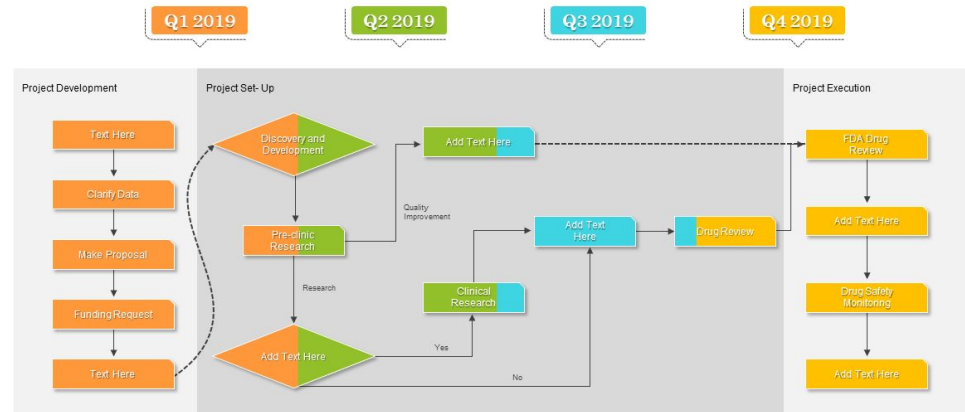 Q1 2019
Q2 2019
Q3 2019
Q4 2019
Project Development
Text Here
Clarify Data
Make Proposal
Funding Request
Text Here
Project Set- Up
Discovery and
Development
Add Text Here
Quality
Improvement
Pre-clinic
Research
Add Text
Here
Drug Review
Research
Clinical
Research
Add Text Here
Yes
No
Project Execution
FDA Drug
Review
Add Text Here
Drug Safety
Monitoring
Add Text Here